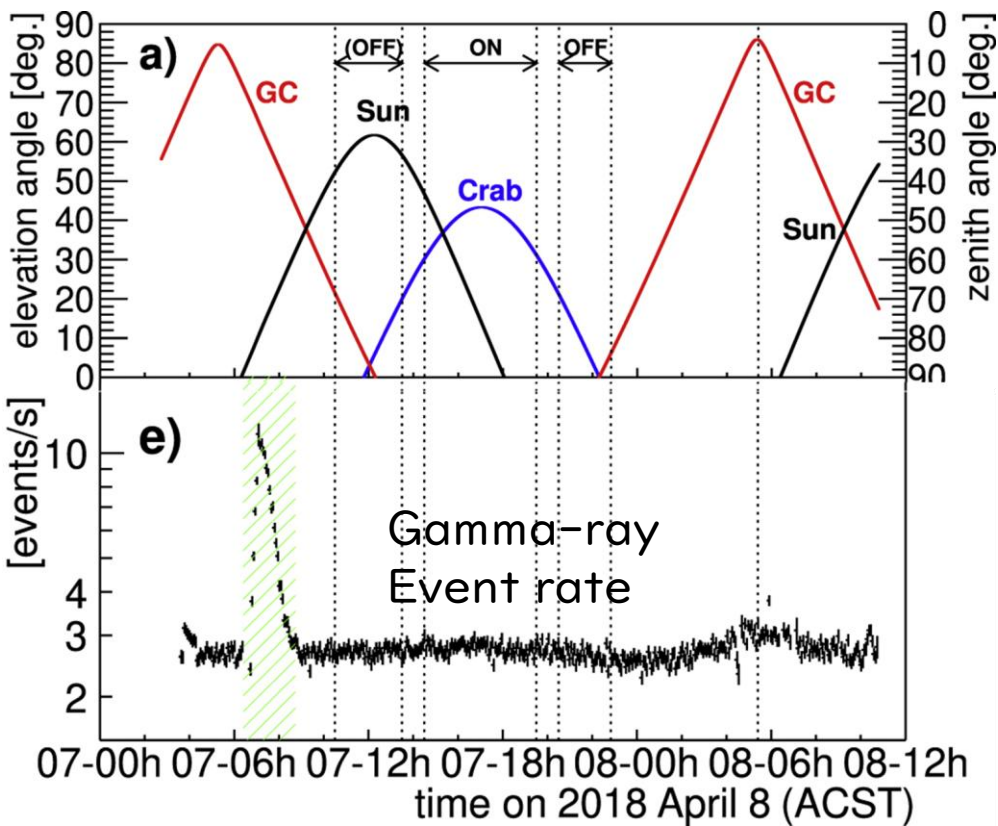 a)
elevation angle [deg.]
90
80
70
60
50
40
30
20
10
0
(OFF)
ON
OFF
GC
Sun
Crab
GC
Sun
0
10
20
30
40
50
60
70
80
90
zenith angle [deg.]
e)
[events/s]
10
4
3
2
Gamma-ray
Event rate
07-00h 07-06h 07-12h 07-18h 08-00h 08-06h 08-12h
time on 2018 April 8 (ACST)